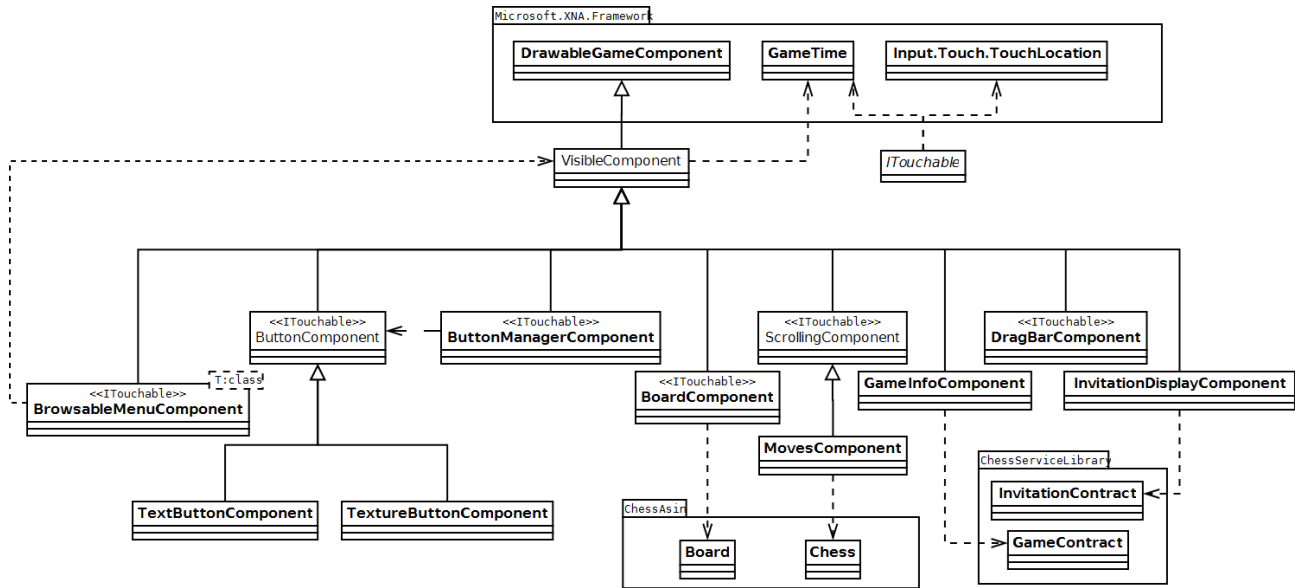 Microsoft.XNA.Framework
DrawableGameComponent
GameTime
Input.Touch.TouchLocation
VisibleComponent
ITouchable
<<ITouchable>>
ButtonComponent
<<ITouchable>>
ButtonManagerComponent
<<ITouchable>>
ScrollingComponent
<<ITouchable>>
DragBarComponent
T:class
<<ITouchable>>
BrowsableMenuComponent
<<ITouchable>>
BoardComponent
GameInfoComponent
InvitationDisplayComponent
MovesComponent
ChessServiceLibrary
InvitationContract
TextButtonComponent
TextureButtonComponent
ChessAsin
Board
Chess
GameContract